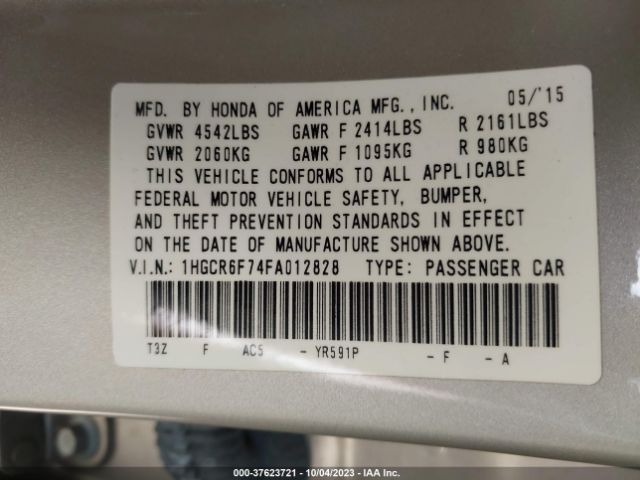 MFD. BY HONDA OF AMERICA MFG., INC. 05/'15
GVWR 4542LBS GAWR F 2414LBS R 2161LBS
GVWR 2060KG GAWR F 1095KG R 980KG
THIS VEHICLE CONFORMS TO ALL APPLICABLE
FEDERAL MOTOR VEHICLE SAFETY, BUMPER,
AND THEFT PREVENTION STANDARDS IN EFFECT
ON THE DATE OF MANUFACTURE SHOWN ABOVE.
V.I.N.: 1HGCR6F74FA012828 TYPE: PASSENGER CAR
T3Z F AC5 - YR591P - F - A
000-37623721 - 10/04/2023 - IAA Inc.